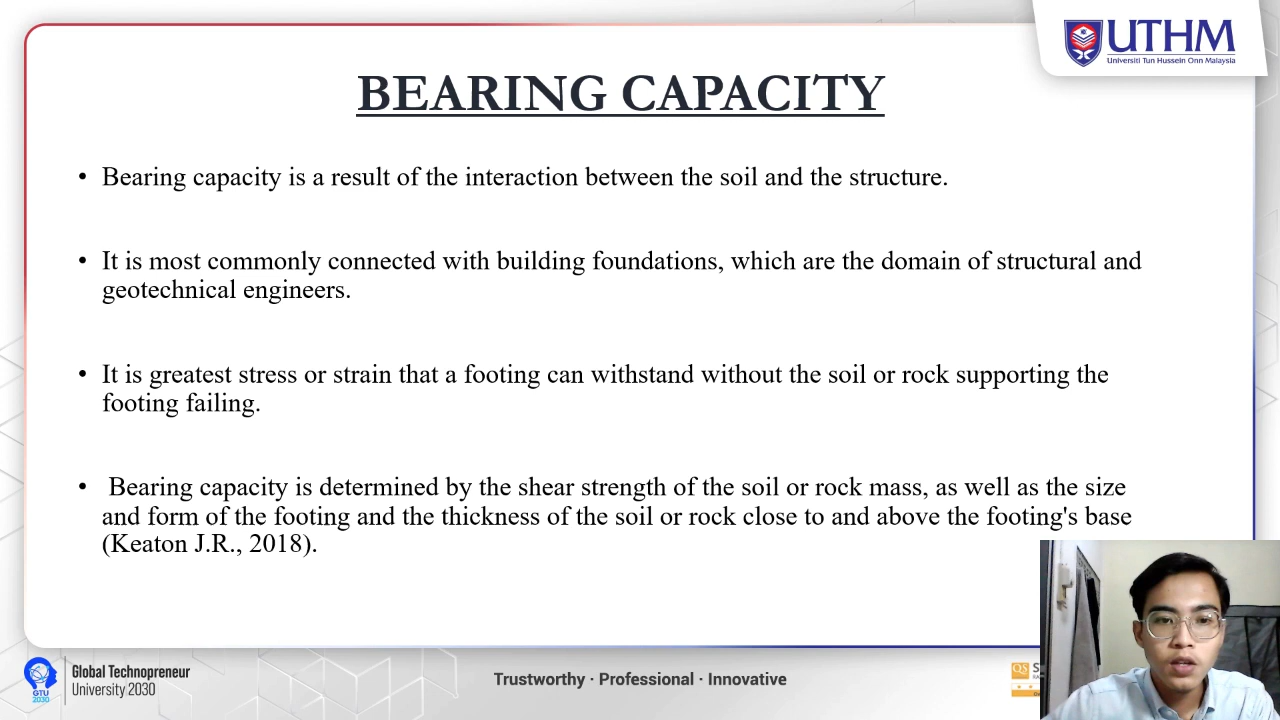 UTHM
Universiti Tun Hussein Onn Malaysia
BEARING CAPACITY
• Bearing capacity is a result of the interaction between the soil and the structure.
• It is most commonly connected with building foundations, which are the domain of structural and
geotechnical engineers.
• It is greatest stress or strain that a footing can withstand without the soil or rock supporting the
footing failing.
• Bearing capacity is determined by the shear strength of the soil or rock mass, as well as the size
and form of the footing and the thickness of the soil or rock close to and above the footing's base
(Keaton J.R., 2018).
GTU
2030
Global Technopreneur
University 2030
Trustworthy · Professional · Innovative
QS